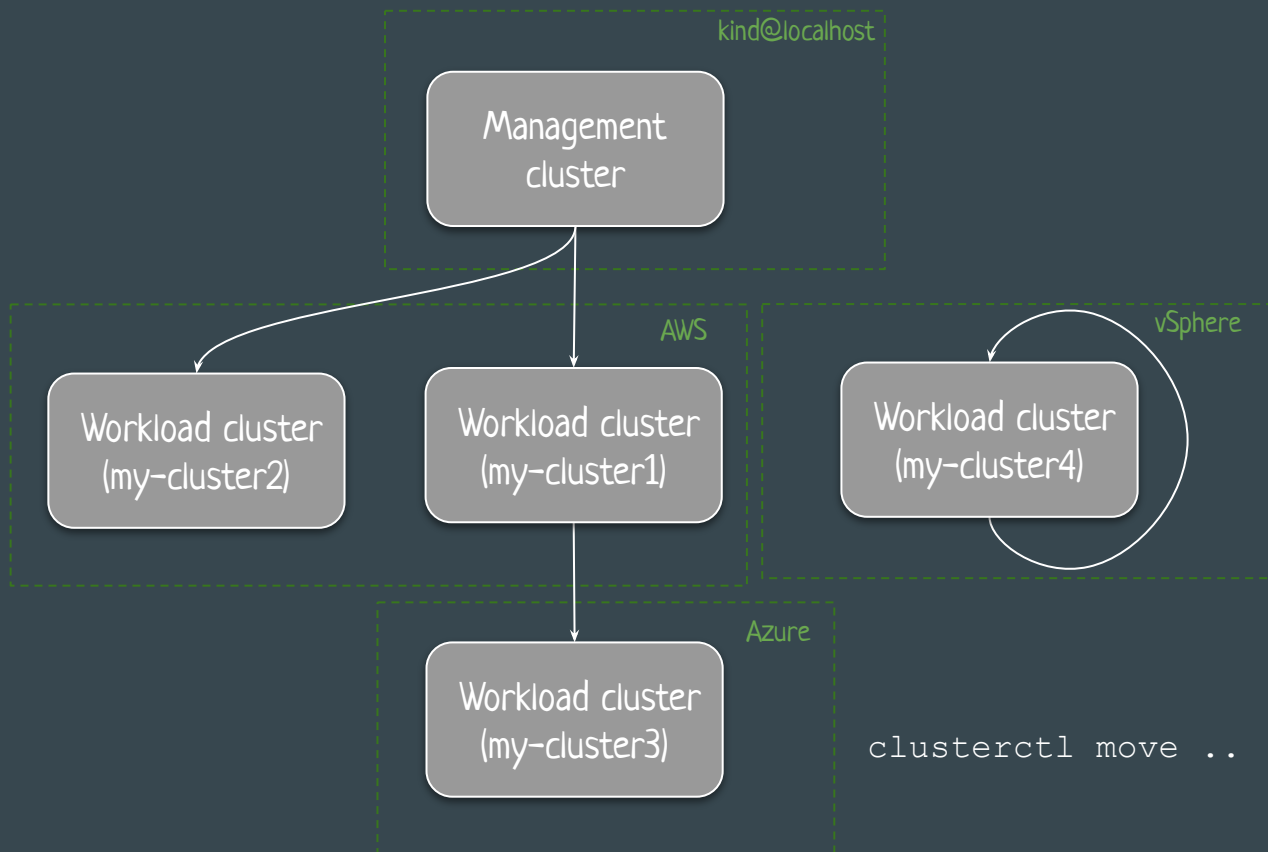 kind@localhost
Management
cluster
AWS
vSphere
Workload cluster
(my-cluster2)
Workload cluster
(my-cluster1)
Workload cluster
(my-cluster4)
Azure
Workload cluster
(my-cluster3)
clusterctl move ..